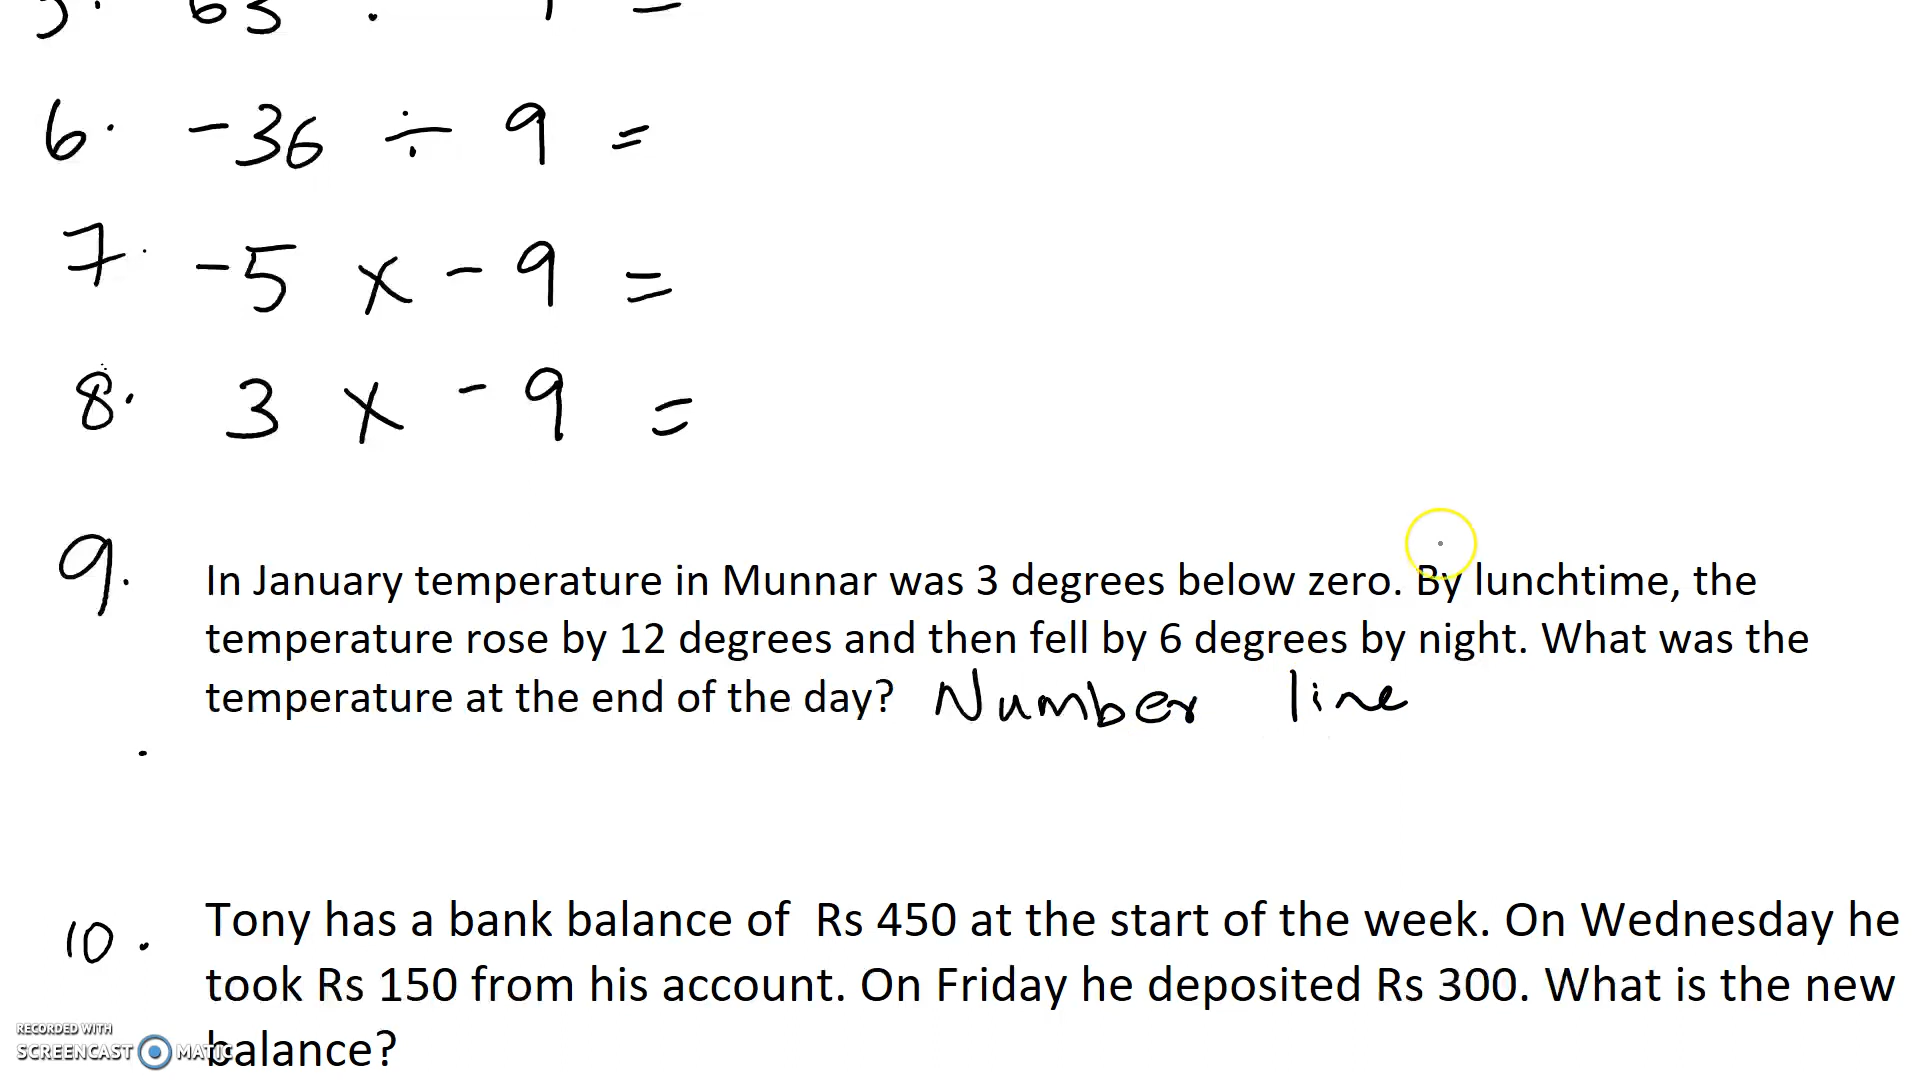 6. -36 ÷ 9 =
7. -5 x -9 =
8. 3 x -9 =
9. In January temperature in Munnar was 3 degrees below zero. By lunchtime, the
temperature rose by 12 degrees and then fell by 6 degrees by night. What was the
temperature at the end of the day? Number line
10. Tony has a bank balance of Rs 450 at the start of the week. On Wednesday he
took Rs 150 from his account. On Friday he deposited Rs 300. What is the new
balance?
RECORDED WITH
SCREENCAST MATIC